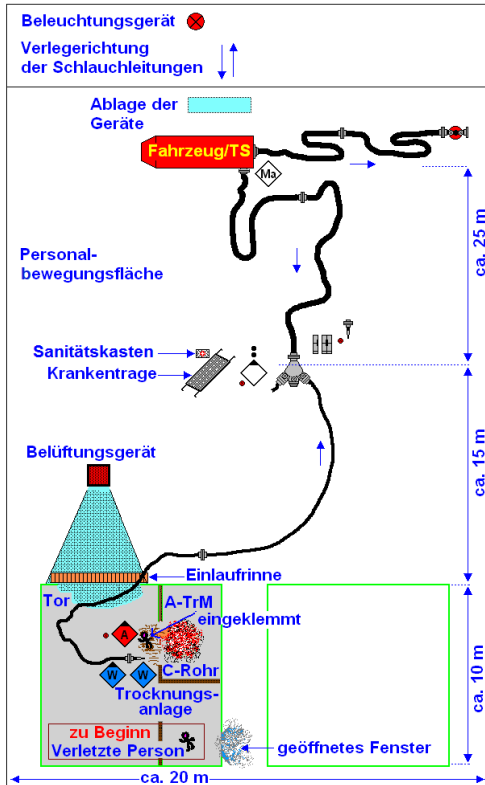 Beleuchtungsgerät
Verlegerichtung
der Schlauchleitungen
Ablage der
Geräte
Fahrzeug/TS
Ma
ca. 25 m
Personal-
bewegungsfläche
Sanitätskasten
Krankentrage
ca. 15 m
Belüftungsgerät
Einlaufrinne
Tor
A-TrM
eingeklemmt
A
C-Rohr
W
W
Trocknungs-
anlage
ca. 10 m
zu Beginn
Verletzte Person
geöffnetes Fenster
ca. 20 m